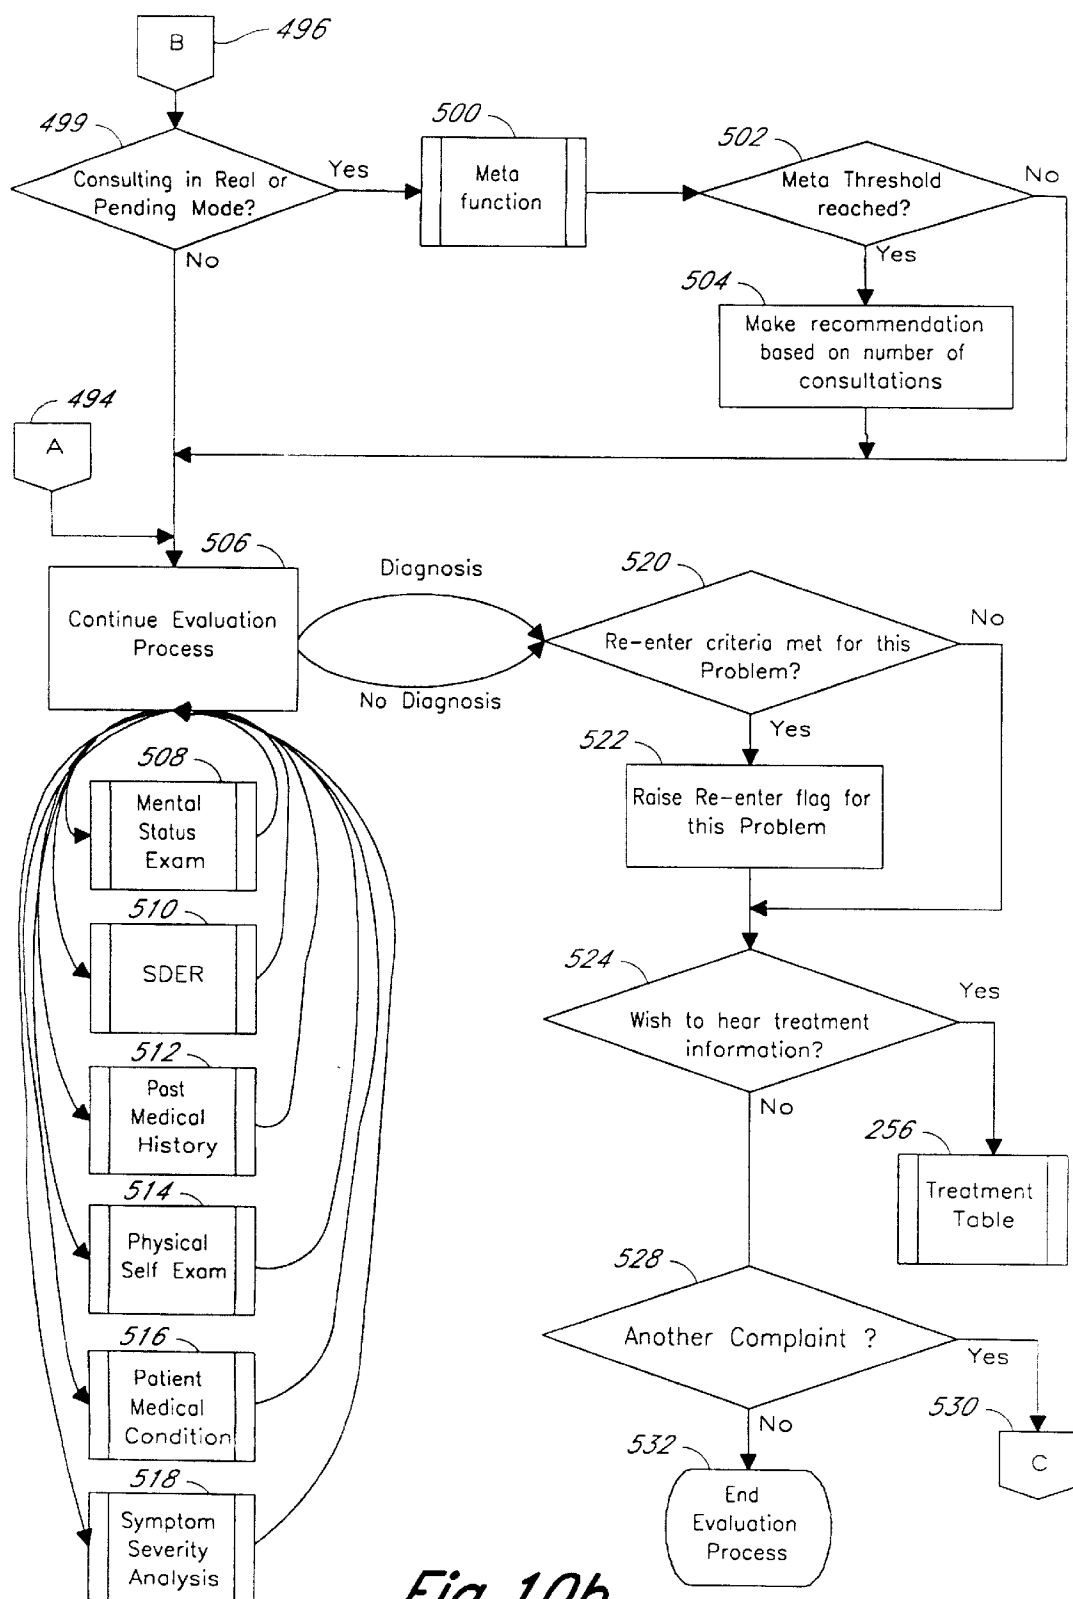 B
496
499
Consulting in Real or
Pending Mode?
Yes
No
500
Meta
function
502
Meta Threshold
reached?
No
Yes
504
Make recommendation
based on number of
consultations
494
A
506
Continue Evaluation
Process
Diagnosis
No Diagnosis
520
Re-enter criteria met for this
Problem?
No
Yes
522
Raise Re-enter flag for
this Problem
508
Mental
Status
Exam
510
SDER
512
Past
Medical
History
514
Physical
Self Exam
516
Patient
Medical
Condition
518
Symptom
Severity
Analysis
524
Wish to hear treatment
information?
Yes
No
256
Treatment
Table
528
Another Complaint ?
Yes
No
530
C
532
End
Evaluation
Process
Fig. 10b